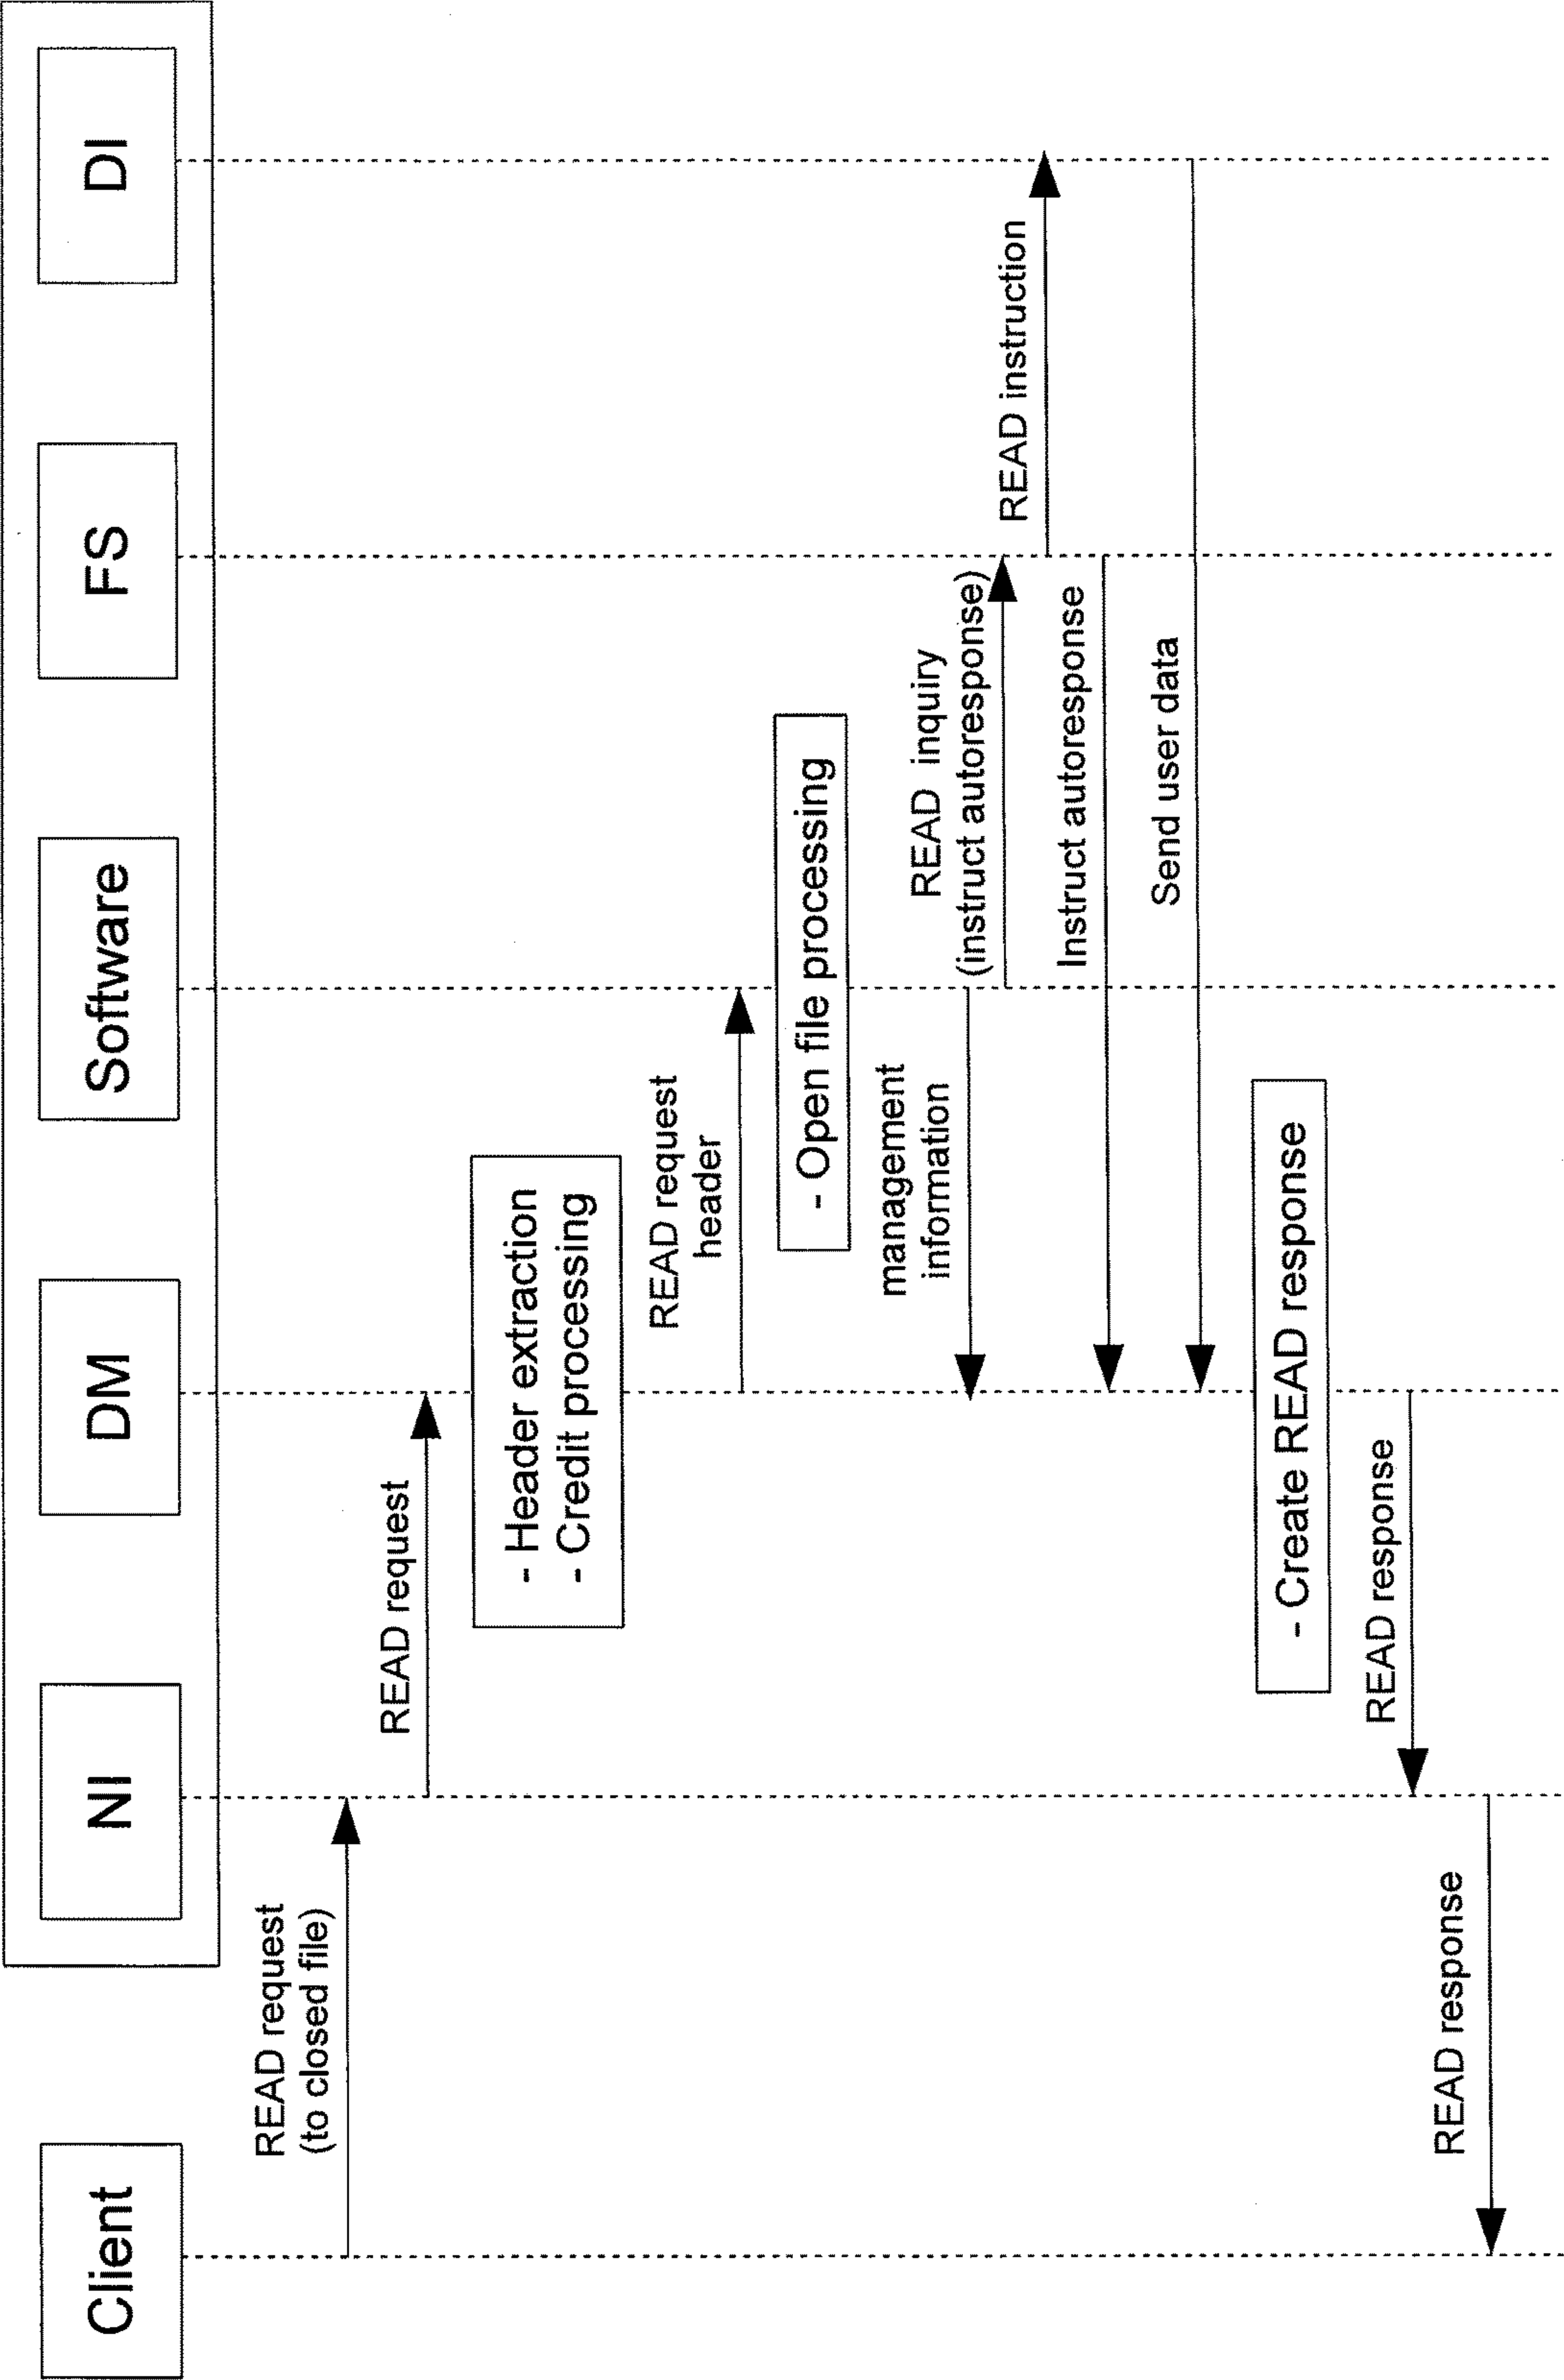 Client
NI
DM
Software
FS
DI
READ request
(to closed file)
READ request
- Header extraction
- Credit processing
READ request
header
- Open file processing
management
information
READ inquiry
(instruct autoresponse)
READ instruction
Instruct autoresponse
Send user data
- Create READ response
READ response
READ response